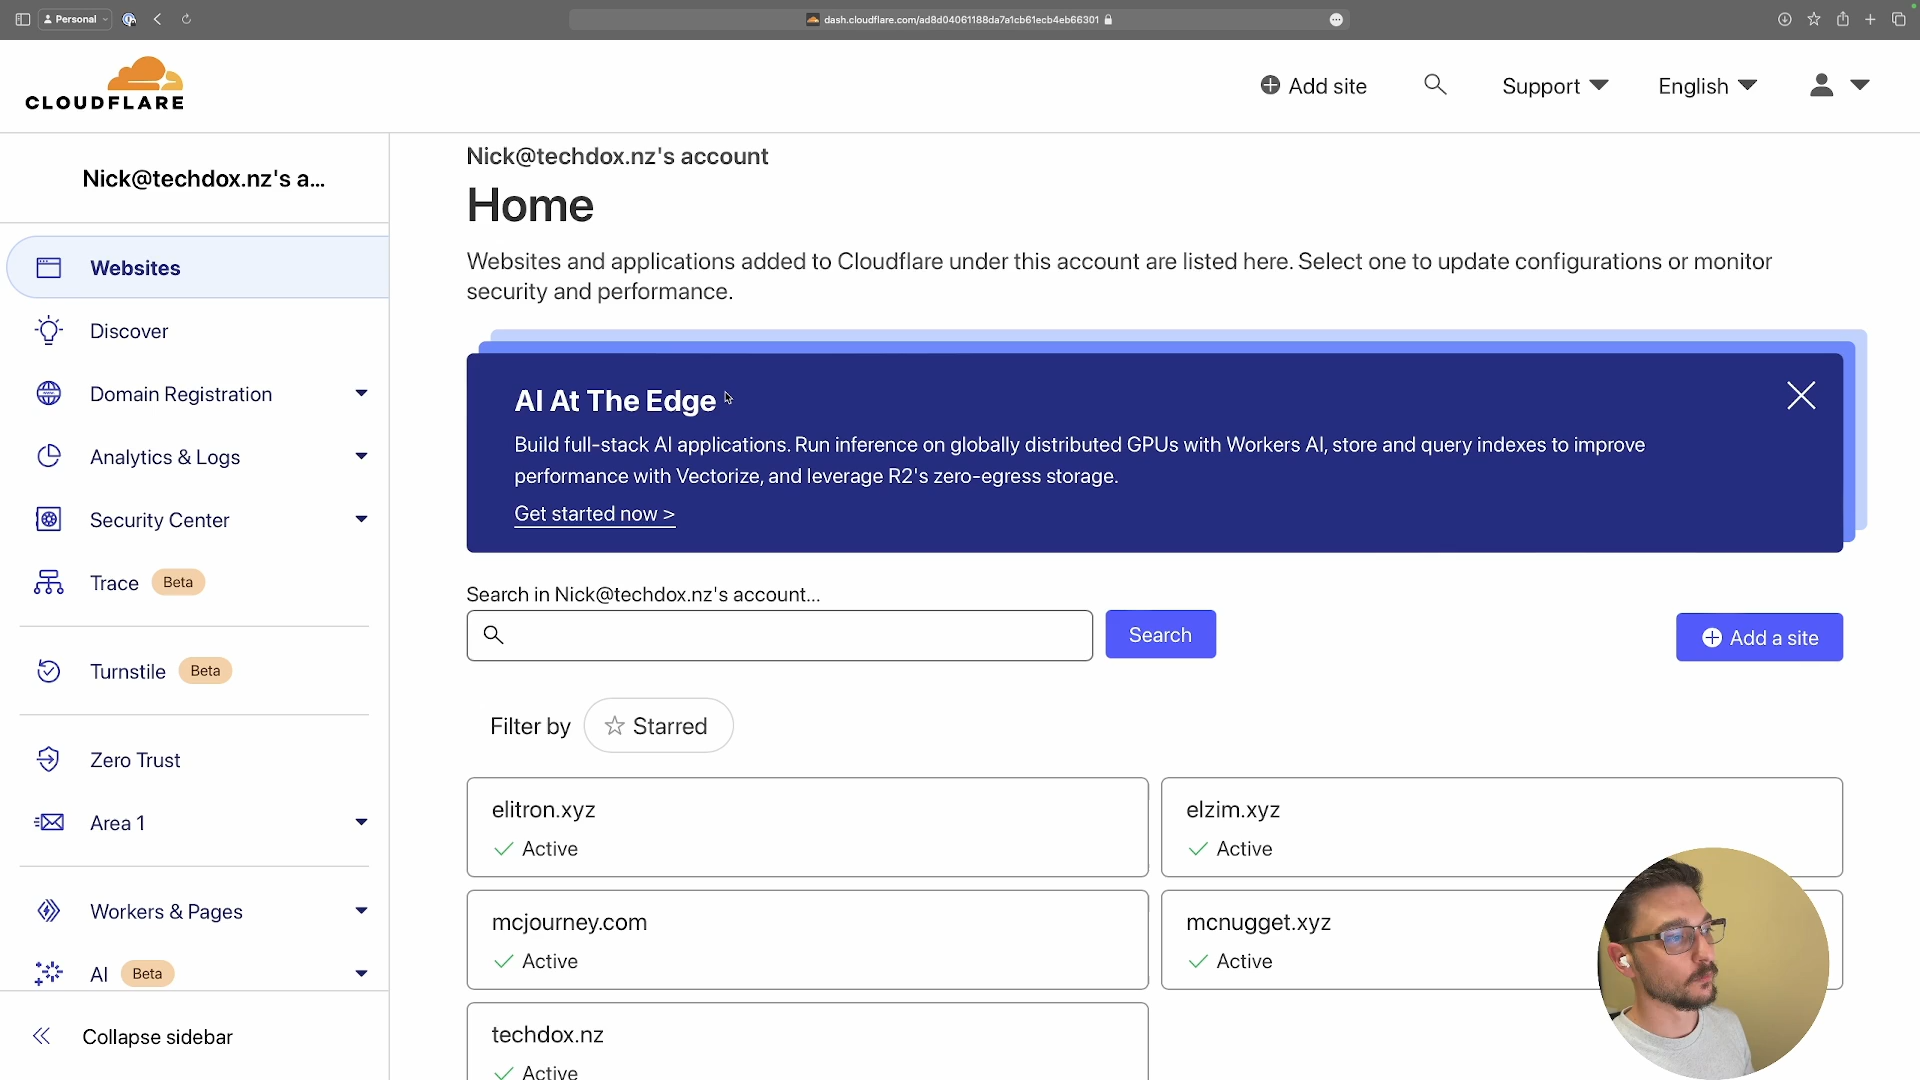 Personal
dash.cloudflare.com/ad8d04061188da7a1cb61ecb4eb66301
CLOUDFLARE
Add site
Support
English
Nick@techdox.nz's a...
Websites
Discover
Domain Registration
Analytics & Logs
Security Center
Trace Beta
Turnstile Beta
Zero Trust
Area 1
Workers & Pages
AI Beta
Collapse sidebar
Nick@techdox.nz's account
Home
Websites and applications added to Cloudflare under this account are listed here. Select one to update configurations or monitor
security and performance.
AI At The Edge
Build full-stack AI applications. Run inference on globally distributed GPUs with Workers AI, store and query indexes to improve
performance with Vectorize, and leverage R2's zero-egress storage.
Get started now >
Search in Nick@techdox.nz's account...
Search
Add a site
Filter by
Starred
elitron.xyz
Active
elzim.xyz
Active
mcjourney.com
Active
mcnugget.xyz
Active
techdox.nz
Active